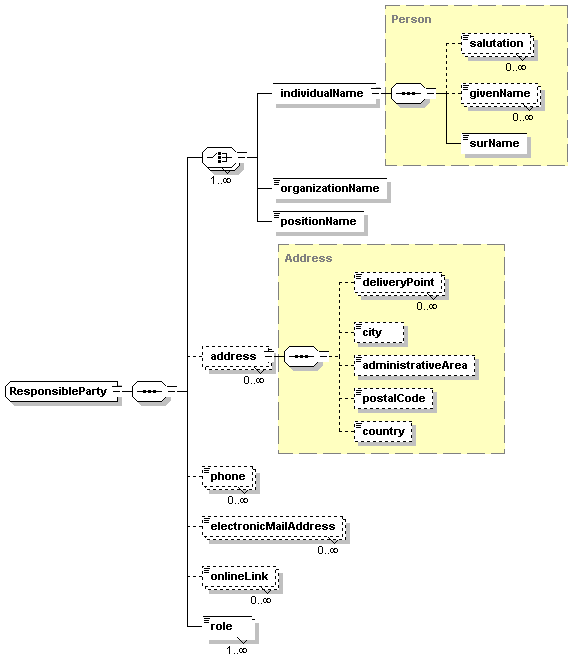 Person
salutation
0..∞
individualName
givenName
0..∞
surName
1..∞
organizationName
positionName
Address
deliveryPoint
0..∞
city
address
0..∞
administrativeArea
ResponsibleParty
postalCode
country
phone
0..∞
electronicMailAddress
0..∞
onlineLink
0..∞
role
1..∞